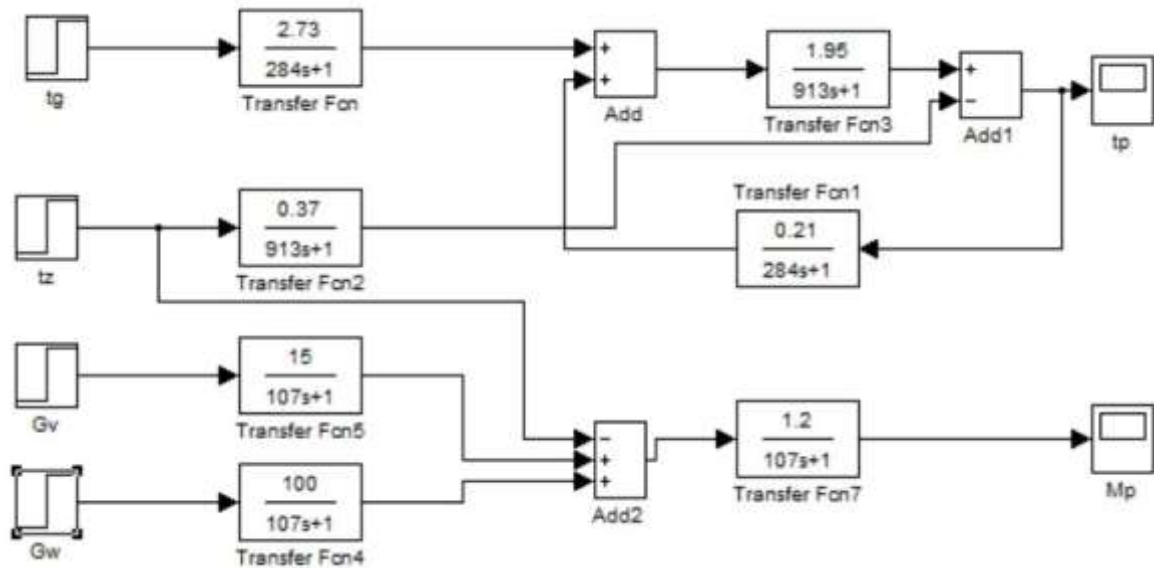 tg
2.73
284s+1
Transfer Fcn
+
+
Add
1.95
913s+1
Transfer Fcn3
+
−
Add1
tp
tz
0.37
913s+1
Transfer Fcn2
Transfer Fcn1
0.21
284s+1
Gv
15
107s+1
Transfer Fcn5
−
+
+
Add2
1.2
107s+1
Transfer Fcn7
Mp
Gw
100
107s+1
Transfer Fcn4